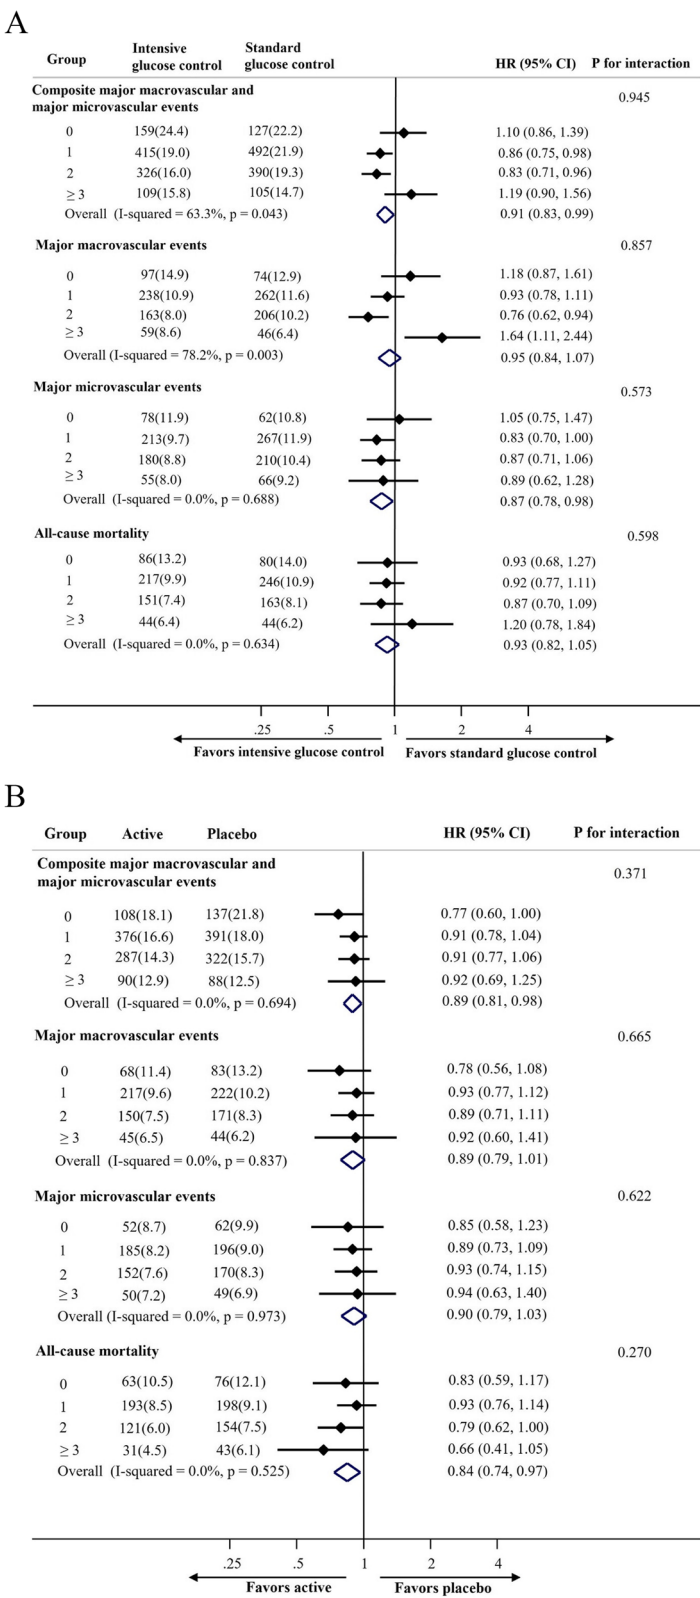 A
Group Intensive glucose control Standard glucose control HR (95% CI) P for interaction
Composite major macrovascular and
major microvascular events 0.945
0 159(24.4) 127(22.2) 1.10 (0.86, 1.39)
1 415(19.0) 492(21.9) 0.86 (0.75, 0.98)
2 326(16.0) 390(19.3) 0.83 (0.71, 0.96)
≥ 3 109(15.8) 105(14.7) 1.19 (0.90, 1.56)
Overall (I-squared = 63.3%, p = 0.043) 0.91 (0.83, 0.99)
Major macrovascular events 0.857
0 97(14.9) 74(12.9) 1.18 (0.87, 1.61)
1 238(10.9) 262(11.6) 0.93 (0.78, 1.11)
2 163(8.0) 206(10.2) 0.76 (0.62, 0.94)
≥ 3 59(8.6) 46(6.4) 1.64 (1.11, 2.44)
Overall (I-squared = 78.2%, p = 0.003) 0.95 (0.84, 1.07)
Major microvascular events 0.573
0 78(11.9) 62(10.8) 1.05 (0.75, 1.47)
1 213(9.7) 267(11.9) 0.83 (0.70, 1.00)
2 180(8.8) 210(10.4) 0.87 (0.71, 1.06)
≥ 3 55(8.0) 66(9.2) 0.89 (0.62, 1.28)
Overall (I-squared = 0.0%, p = 0.688) 0.87 (0.78, 0.98)
All-cause mortality 0.598
0 86(13.2) 80(14.0) 0.93 (0.68, 1.27)
1 217(9.9) 246(10.9) 0.92 (0.77, 1.11)
2 151(7.4) 163(8.1) 0.87 (0.70, 1.09)
≥ 3 44(6.4) 44(6.2) 1.20 (0.78, 1.84)
Overall (I-squared = 0.0%, p = 0.634) 0.93 (0.82, 1.05)
.25 .5 1 2 4
Favors intensive glucose control Favors standard glucose control
B
Group Active Placebo HR (95% CI) P for interaction
Composite major macrovascular and
major microvascular events 0.371
0 108(18.1) 137(21.8) 0.77 (0.60, 1.00)
1 376(16.6) 391(18.0) 0.91 (0.78, 1.04)
2 287(14.3) 322(15.7) 0.91 (0.77, 1.06)
≥ 3 90(12.9) 88(12.5) 0.92 (0.69, 1.25)
Overall (I-squared = 0.0%, p = 0.694) 0.89 (0.81, 0.98)
Major macrovascular events 0.665
0 68(11.4) 83(13.2) 0.78 (0.56, 1.08)
1 217(9.6) 222(10.2) 0.93 (0.77, 1.12)
2 150(7.5) 171(8.3) 0.89 (0.71, 1.11)
≥ 3 45(6.5) 44(6.2) 0.92 (0.60, 1.41)
Overall (I-squared = 0.0%, p = 0.837) 0.89 (0.79, 1.01)
Major microvascular events 0.622
0 52(8.7) 62(9.9) 0.85 (0.58, 1.23)
1 185(8.2) 196(9.0) 0.89 (0.73, 1.09)
2 152(7.6) 170(8.3) 0.93 (0.74, 1.15)
≥ 3 50(7.2) 49(6.9) 0.94 (0.63, 1.40)
Overall (I-squared = 0.0%, p = 0.973) 0.90 (0.79, 1.03)
All-cause mortality 0.270
0 63(10.5) 76(12.1) 0.83 (0.59, 1.17)
1 193(8.5) 198(9.1) 0.93 (0.76, 1.14)
2 121(6.0) 154(7.5) 0.79 (0.62, 1.00)
≥ 3 31(4.5) 43(6.1) 0.66 (0.41, 1.05)
Overall (I-squared = 0.0%, p = 0.525) 0.84 (0.74, 0.97)
.25 .5 1 2 4
Favors active Favors placebo